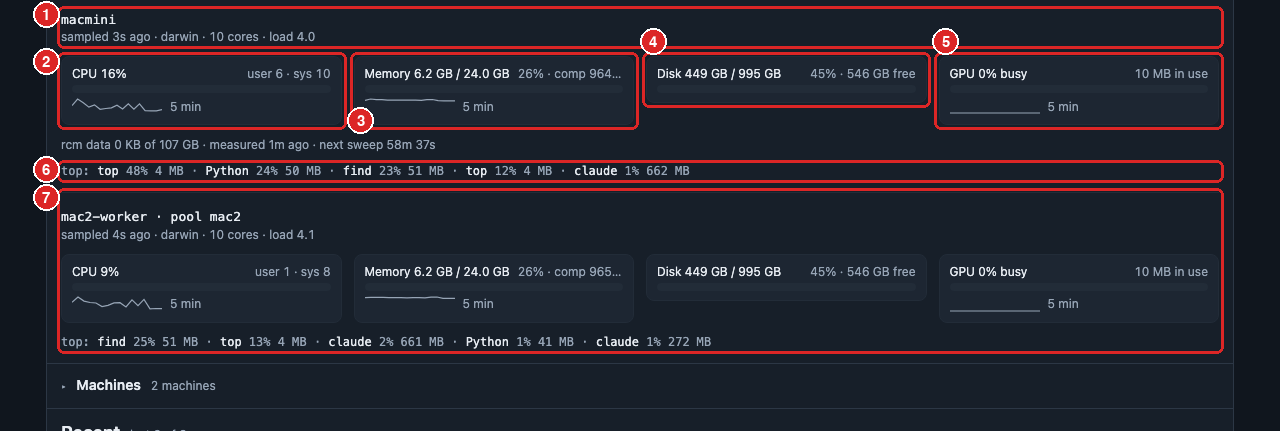 1
macmini
sampled 3s ago · darwin · 10 cores · load 4.0
2
CPU 16% user 6 · sys 10
5 min
3
Memory 6.2 GB / 24.0 GB 26% · comp 964…
5 min
4
Disk 449 GB / 995 GB 45% · 546 GB free
5
GPU 0% busy 10 MB in use
5 min
rcm data 0 KB of 107 GB · measured 1m ago · next sweep 58m 37s
6
top: top 48% 4 MB · Python 24% 50 MB · find 23% 51 MB · top 12% 4 MB · claude 1% 662 MB
7
mac2-worker · pool mac2
sampled 4s ago · darwin · 10 cores · load 4.1
CPU 9% user 1 · sys 8
5 min
Memory 6.2 GB / 24.0 GB 26% · comp 965…
5 min
Disk 449 GB / 995 GB 45% · 546 GB free
GPU 0% busy 10 MB in use
5 min
top: find 25% 51 MB · top 13% 4 MB · claude 2% 661 MB · Python 1% 41 MB · claude 1% 272 MB
Machines 2 machines